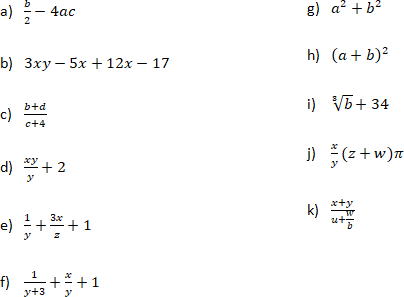 a) b/2 − 4ac
b) 3xy − 5x + 12x − 17
c) b+d/c+4
d) xy/y + 2
e) 1/y + 3x/z + 1
f) 1/y+3 + x/y + 1
g) a² + b²
h) (a + b)²
i) ∛b + 34
j) x/y (z + w)π
k) x+y/u+w/b